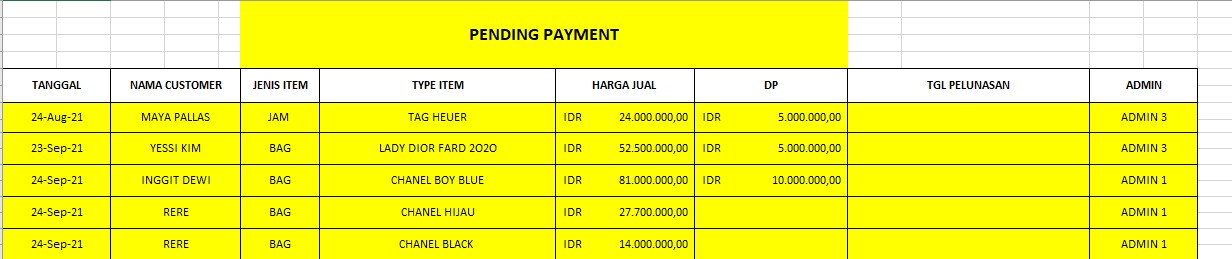 PENDING PAYMENT
TANGGAL NAMA CUSTOMER JENIS ITEM TYPE ITEM HARGA JUAL DP TGL PELUNASAN ADMIN
24-Aug-21 MAYA PALLAS JAM TAG HEUER IDR 24.000.000,00 IDR 5.000.000,00 ADMIN 3
23-Sep-21 YESSI KIM BAG LADY DIOR FARD 2020 IDR 52.500.000,00 IDR 5.000.000,00 ADMIN 3
24-Sep-21 INGGIT DEWI BAG CHANEL BOY BLUE IDR 81.000.000,00 IDR 10.000.000,00 ADMIN 1
24-Sep-21 RERE BAG CHANEL HIJAU IDR 27.700.000,00 ADMIN 1
24-Sep-21 RERE BAG CHANEL BLACK IDR 14.000.000,00 ADMIN 1